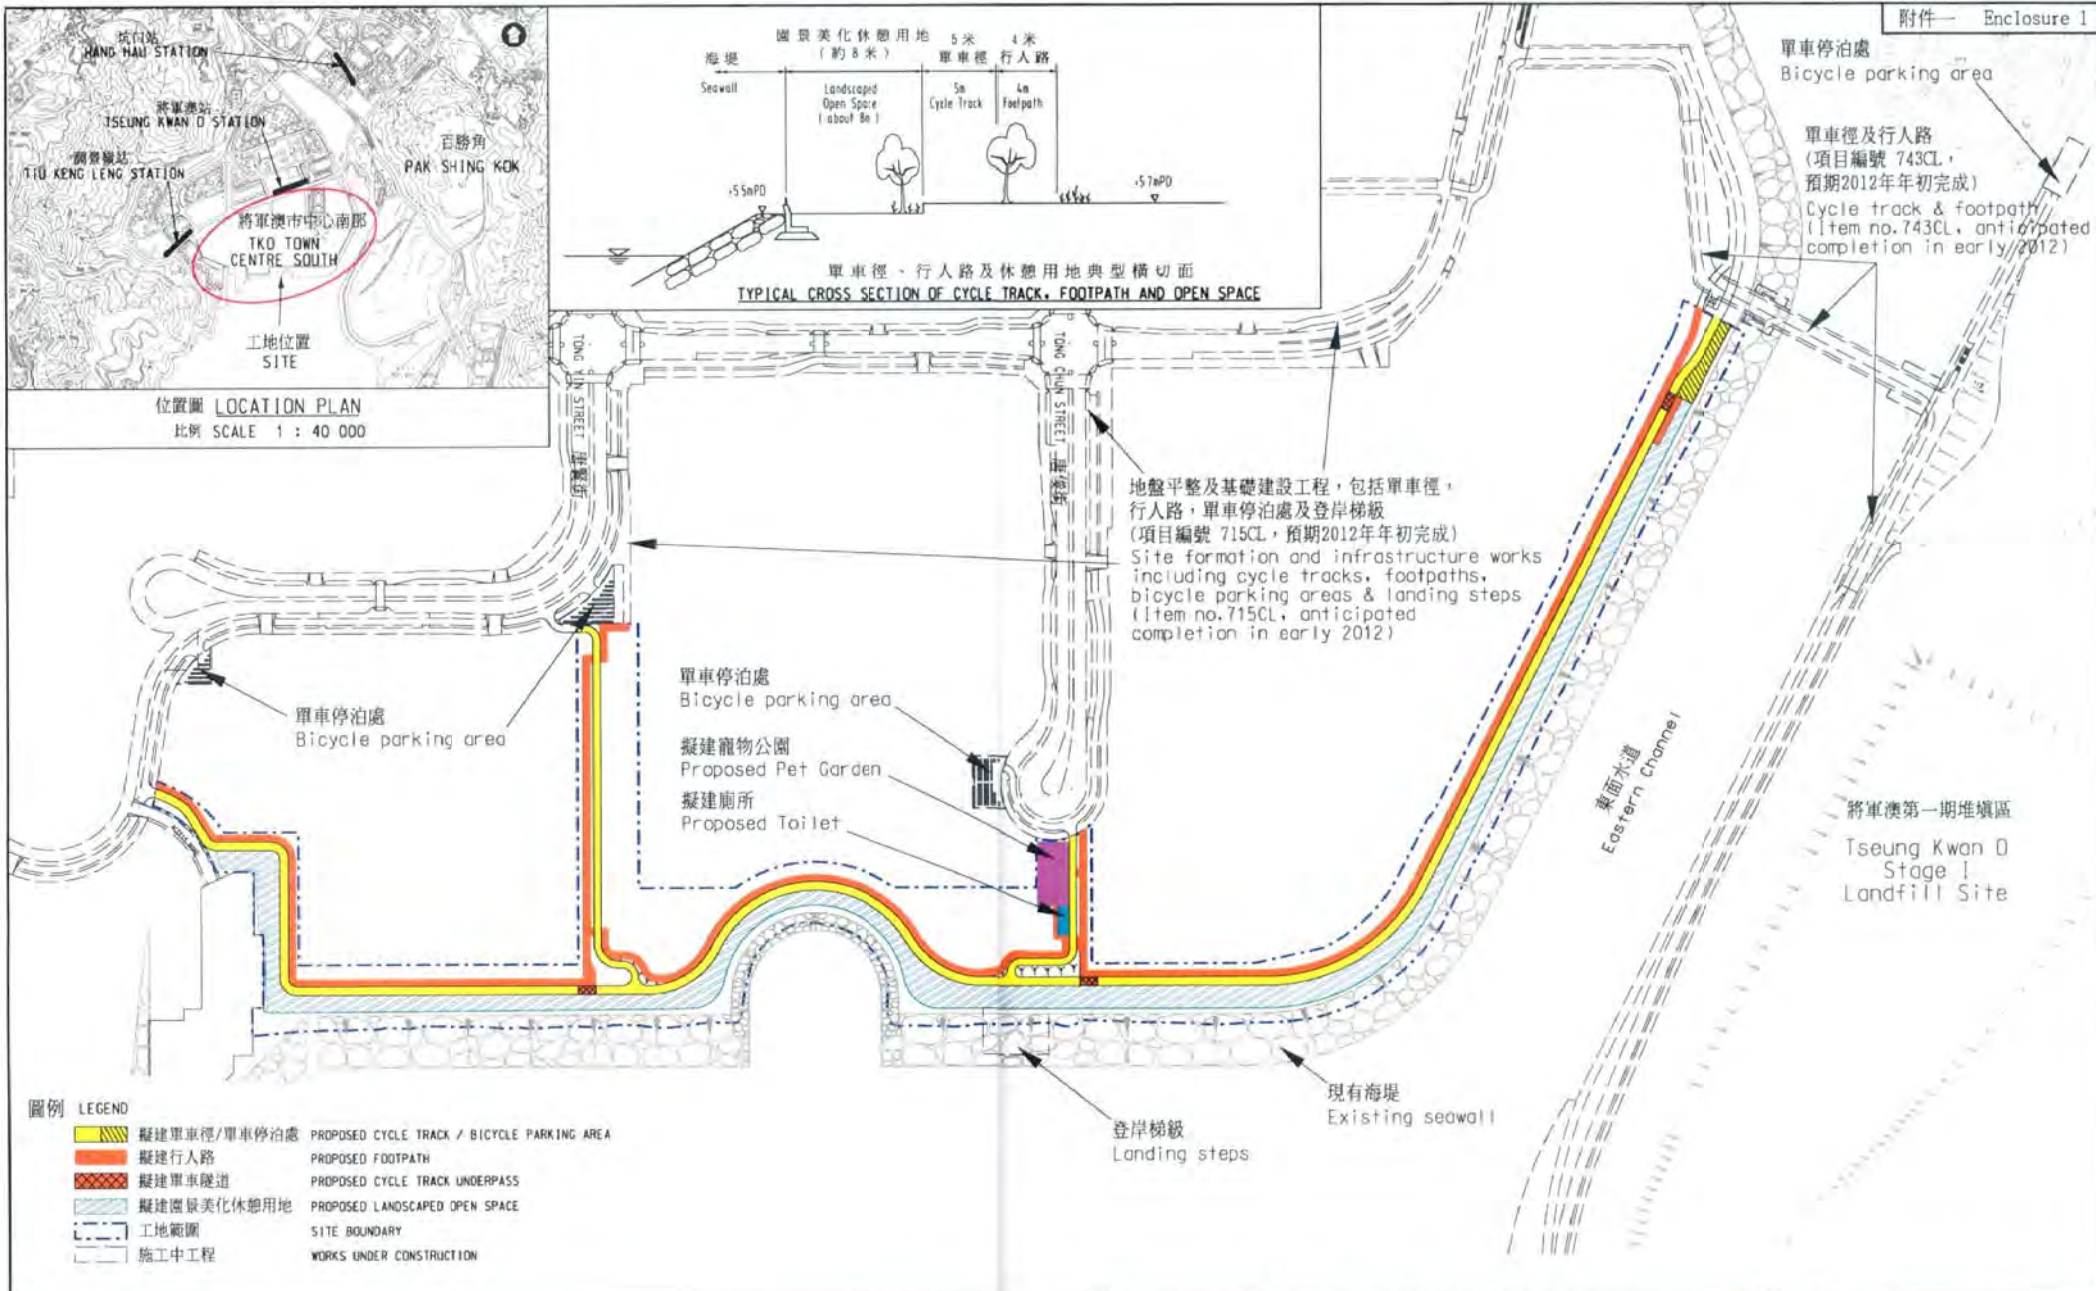 附件一 Enclosure 1
坑口站
HANG HAU STATION
將軍澳站
TSEUNG KWAN O STATION
調景嶺站
TIU KENG LENG STATION
百勝角
PAK SHING KOK
將軍澳市中心南部
TKO TOWN
CENTRE SOUTH
工地位置
SITE
位置圖 LOCATION PLAN
比例 SCALE 1 : 40 000
海堤
Seawall
園景美化休憩用地
(約8米)
Landscaped
Open Space
(about 8m)
5米
單車徑
5m
Cycle Track
4米
行人路
4m
Footpath
+5.5mPD
+5.7mPD
單車徑、行人路及休憩用地典型橫切面
TYPICAL CROSS SECTION OF CYCLE TRACK, FOOTPATH AND OPEN SPACE
單車停泊處
Bicycle parking area
單車徑及行人路
(項目編號 743CL，
預期2012年年初完成)
Cycle track & footpath
(Item no.743CL, anticipated
completion in early 2012)
TONG YIN STREET 唐賢街
TONG CHUN STREET 唐俊街
地盤平整及基礎建設工程，包括單車徑，
行人路，單車停泊處及登岸梯級
(項目編號 715CL，預期2012年年初完成)
Site formation and infrastructure works
including cycle tracks, footpaths,
bicycle parking areas & landing steps
(Item no.715CL, anticipated
completion in early 2012)
單車停泊處
Bicycle parking area
單車停泊處
Bicycle parking area
擬建寵物公園
Proposed Pet Garden
擬建廁所
Proposed Toilet
東面水道
Eastern Channel
將軍澳第一期堆填區
Tseung Kwan O
Stage I
Landfill Site
現有海堤
Existing seawall
登岸梯級
Landing steps
圖例 LEGEND
擬建單車徑/單車停泊處 PROPOSED CYCLE TRACK / BICYCLE PARKING AREA
擬建行人路 PROPOSED FOOTPATH
擬建單車隧道 PROPOSED CYCLE TRACK UNDERPASS
擬建園景美化休憩用地 PROPOSED LANDSCAPED OPEN SPACE
工地範圍 SITE BOUNDARY
施工中工程 WORKS UNDER CONSTRUCTION